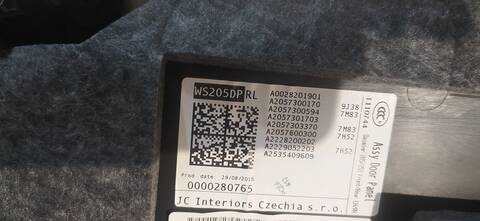 WS205DP RL
A0028201901
A2057300170 9J38
A2057300594 7M83
A2057301703
A2057303370 7M83
A2057600300 7H52
A2228200202
A2229052203 7H52
A2535409609
Prod date: 29/08/2015
0000280765
JC Interiors Czechia s.r.o.
CCC
Assy Door Panel